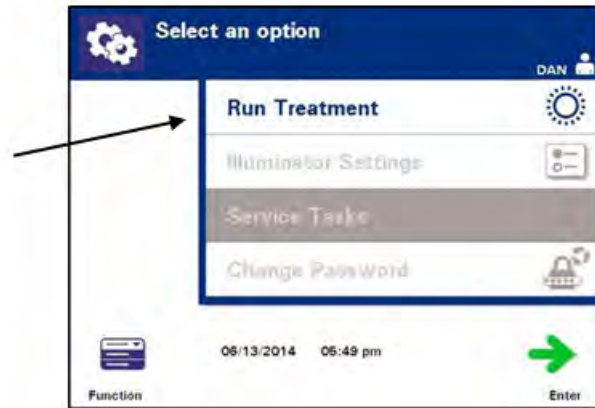 Select an option
DAN
Run Treatment
Illuminator Settings
Service Tasks
Change Password
06/13/2014 05:49 pm
Function
Enter